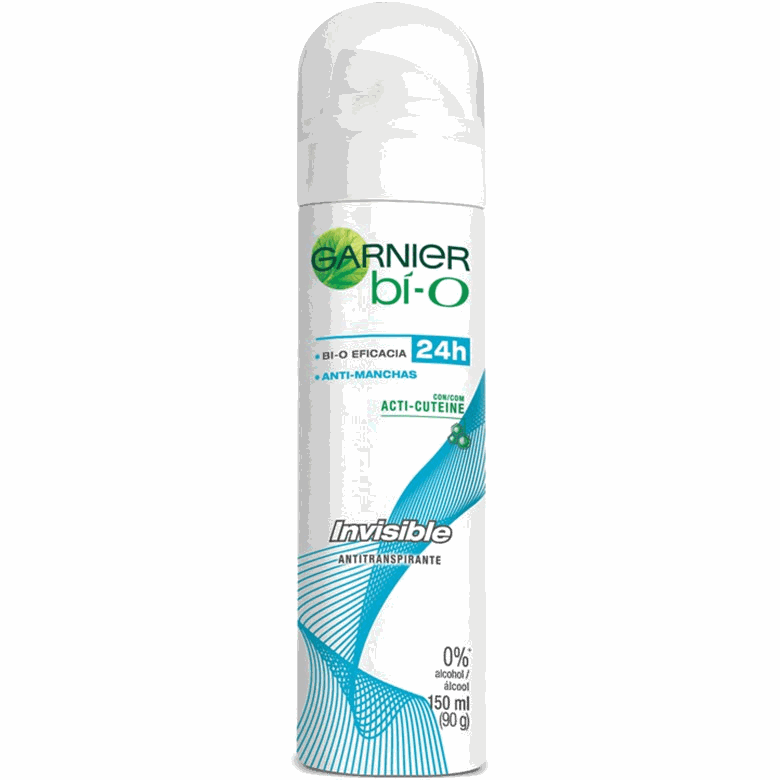 GARNIER
bí-O
• BI-O EFICACIA 24h
• ANTI-MANCHAS
CON/COM
ACTI-CUTEINE
Invisible
ANTITRANSPIRANTE
0%*
alcohol /
álcool
150 ml
(90 g)